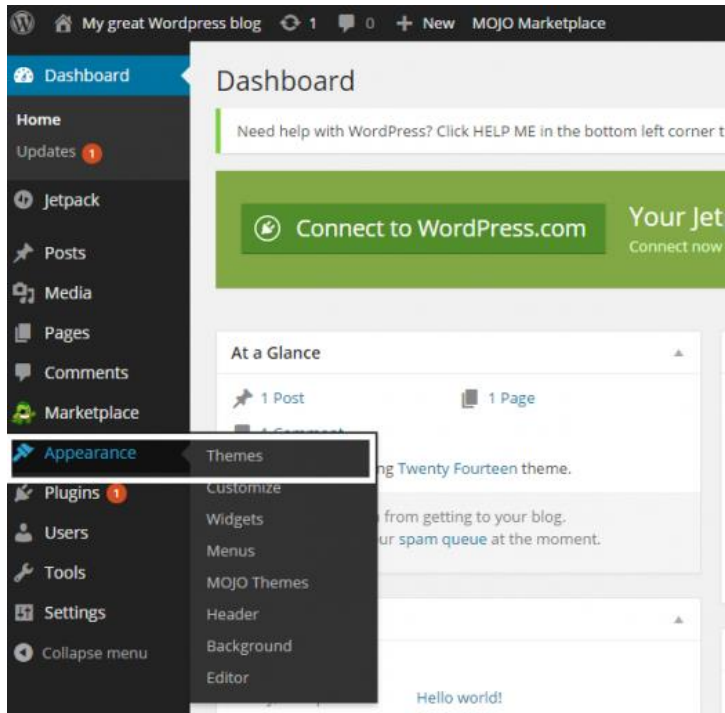 My great Wordpress blog 1 0 + New MOJO Marketplace
Dashboard
Home
Updates 1
Jetpack
Posts
Media
Pages
Comments
Marketplace
Appearance
Plugins 1
Users
Tools
Settings
Collapse menu
Themes
Customize
Widgets
Menus
MOJO Themes
Header
Background
Editor
Dashboard
Need help with WordPress? Click HELP ME in the bottom left corner t
Connect to WordPress.com
Your Jet
Connect now
At a Glance
1 Post 1 Page
1 Comment
ng Twenty Fourteen theme.
from getting to your blog.
ur spam queue at the moment.
Hello world!